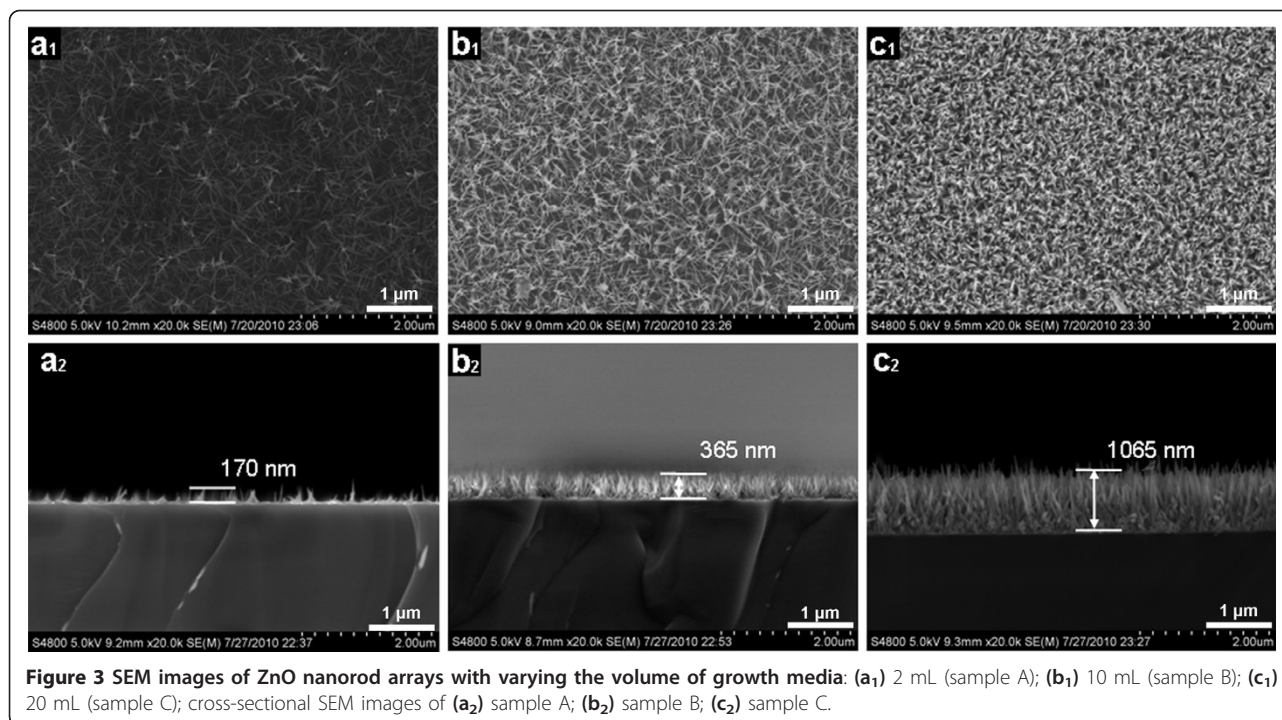 a1
1 µm
S4800 5.0kV 10.2mm x20.0k SE(M) 7/20/2010 23:06 2.00um
b1
1 µm
S4800 5.0kV 9.0mm x20.0k SE(M) 7/20/2010 23:26 2.00um
c1
1 µm
S4800 5.0kV 9.5mm x20.0k SE(M) 7/20/2010 23:30 2.00um
a2
170 nm
1 µm
S4800 5.0kV 9.2mm x20.0k SE(M) 7/27/2010 22:37 2.00um
b2
365 nm
1 µm
S4800 5.0kV 8.7mm x20.0k SE(M) 7/27/2010 22:53 2.00um
c2
1065 nm
1 µm
S4800 5.0kV 9.3mm x20.0k SE(M) 7/27/2010 23:27 2.00um
Figure 3 SEM images of ZnO nanorod arrays with varying the volume of growth media: (a1) 2 mL (sample A); (b1) 10 mL (sample B); (c1)
20 mL (sample C); cross-sectional SEM images of (a2) sample A; (b2) sample B; (c2) sample C.